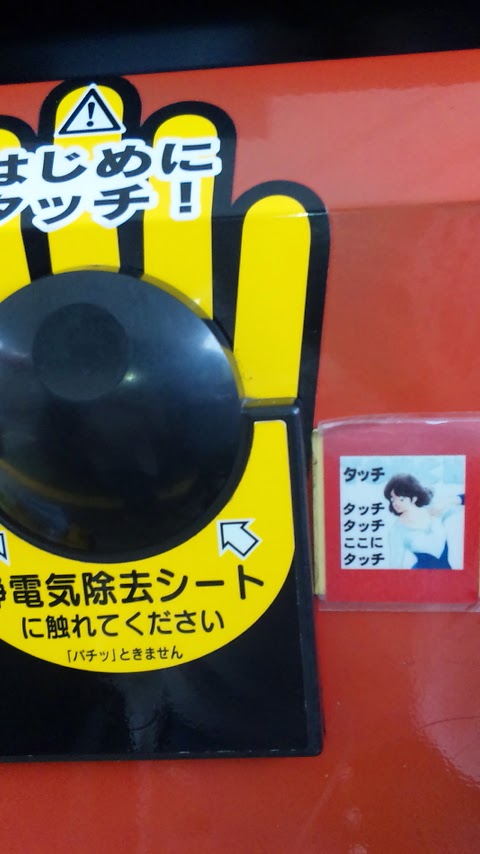 はじめに
タッチ!
静電気除去シート
に触れてください
「パチッ」ときません
タッチ
タッチ
タッチ
ここに
タッチ